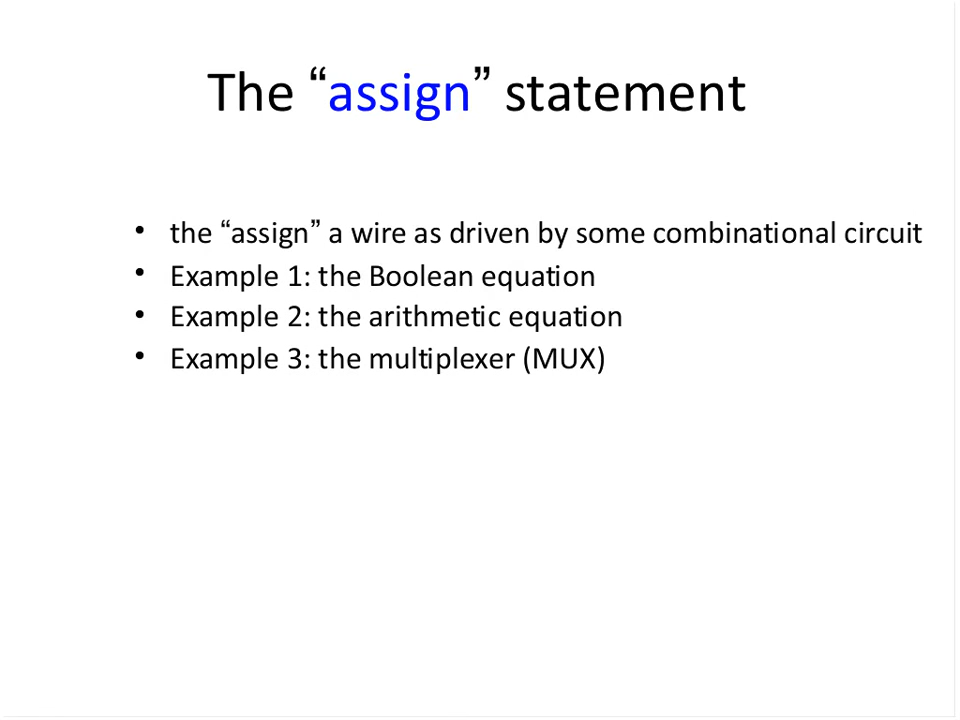 The “assign” statement
• the “assign” a wire as driven by some combinational circuit
• Example 1: the Boolean equation
• Example 2: the arithmetic equation
• Example 3: the multiplexer (MUX)